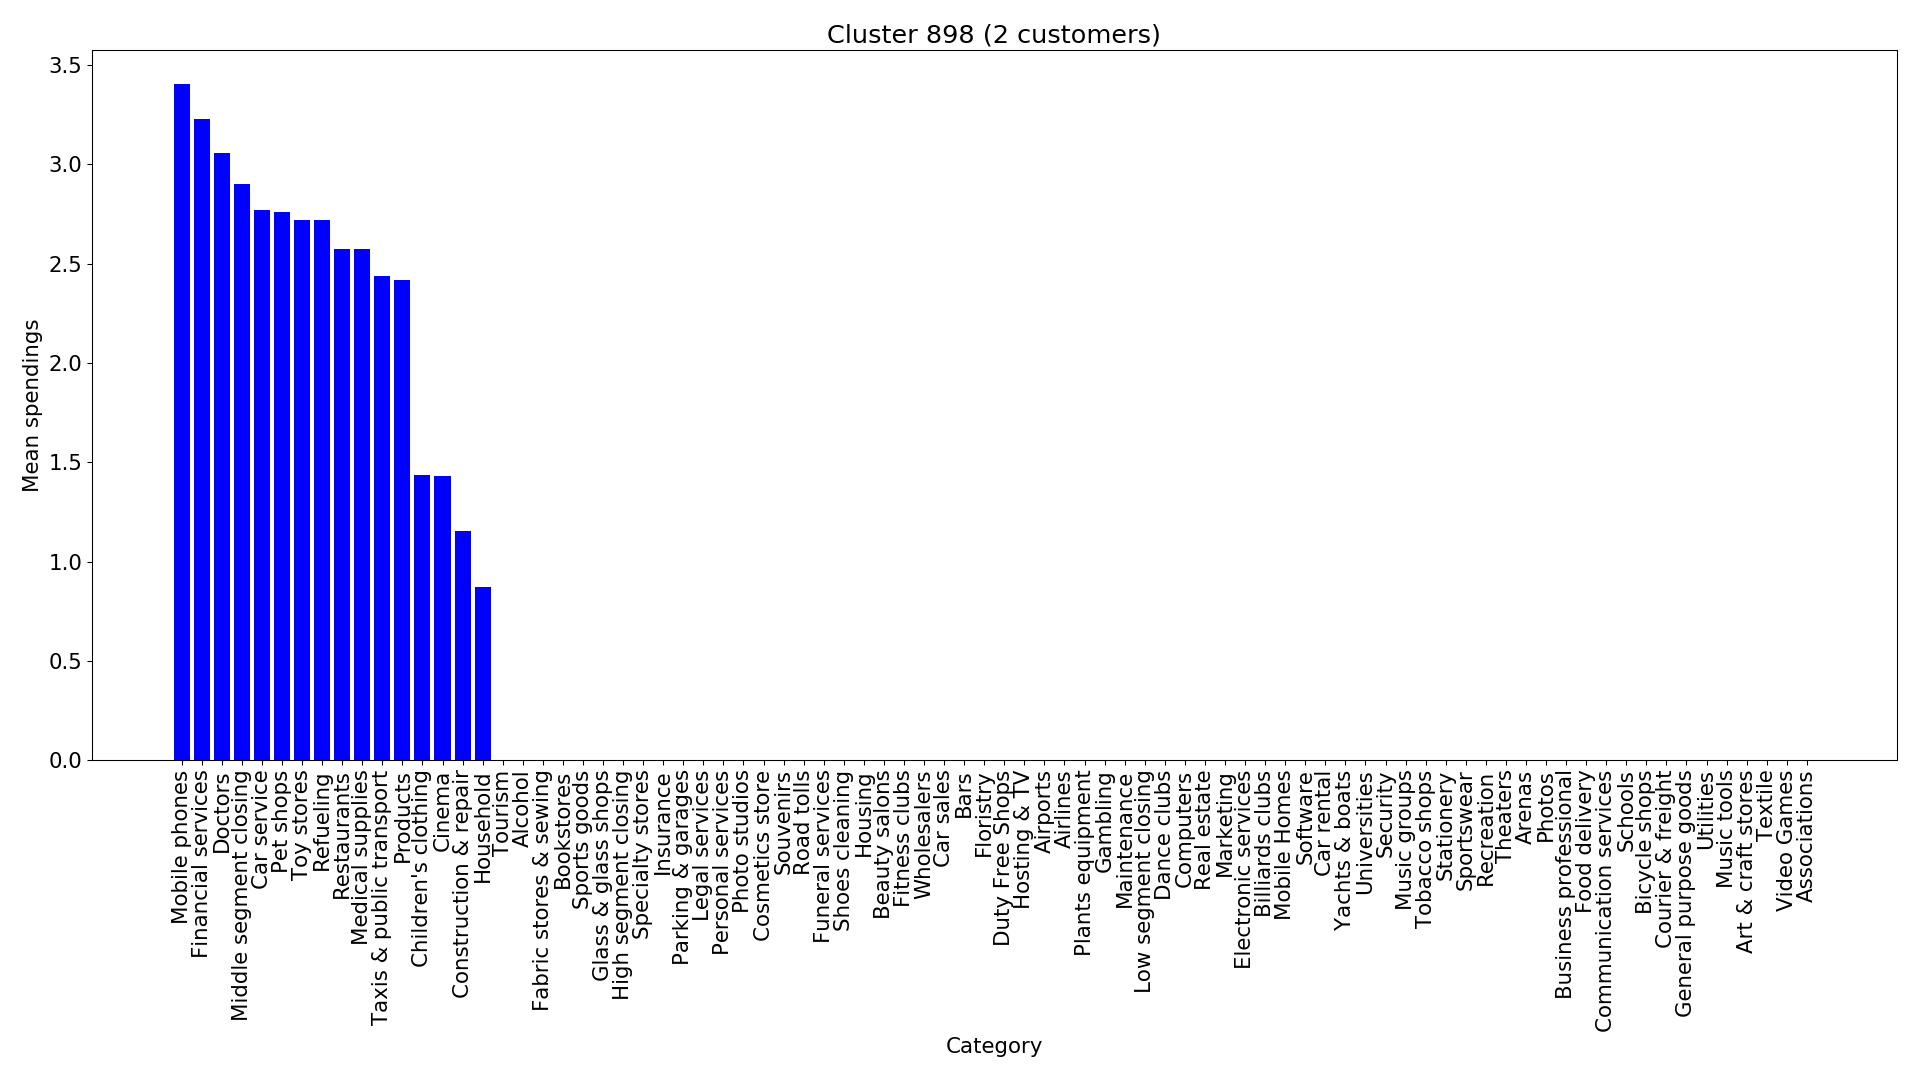 Cluster 898 (2 customers)
3.5
3.0
2.5
2.0
1.5
1.0
0.5
0.0
Mean spendings
Mobile phones
Financial services
Doctors
Middle segment closing
Car service
Pet shops
Toy stores
Refueling
Restaurants
Medical supplies
Taxis & public transport
Products
Children's clothing
Cinema
Construction & repair
Household
Tourism
Alcohol
Fabric stores & sewing
Bookstores
Sports goods
Glass & glass shops
High segment closing
Specialty stores
Insurance
Parking & garages
Legal services
Personal services
Photo studios
Cosmetics store
Souvenirs
Road tolls
Funeral services
Shoes cleaning
Housing
Beauty salons
Fitness clubs
Wholesalers
Car sales
Bars
Floristry
Duty Free Shops
Hosting & TV
Airports
Airlines
Plants equipment
Gambling
Maintenance
Low segment closing
Dance clubs
Computers
Real estate
Marketing
Electronic services
Billiards clubs
Mobile Homes
Software
Car rental
Yachts & boats
Universities
Security
Music groups
Tobacco shops
Stationery
Sportswear
Recreation
Theaters
Arenas
Photos
Business professional
Food delivery
Communication services
Schools
Bicycle shops
Courier & freight
General purpose goods
Utilities
Music tools
Art & craft stores
Textile
Video Games
Associations
Category